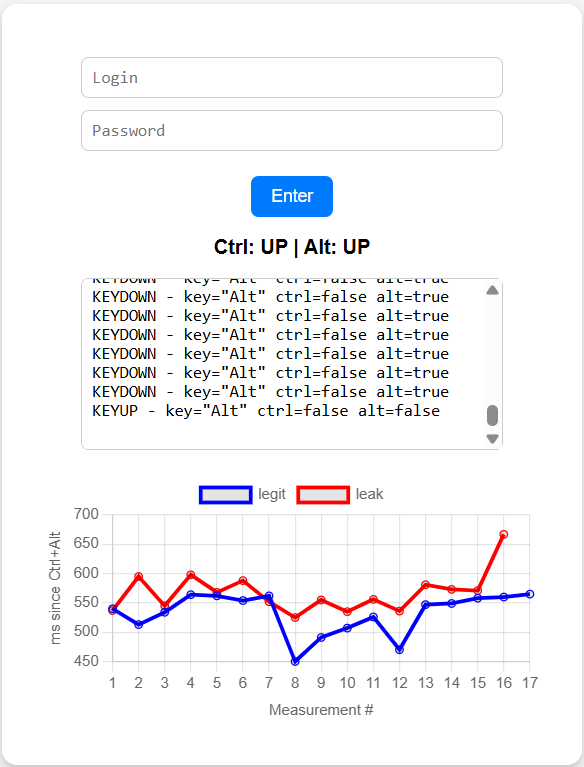 Login
Password
Enter
Ctrl: UP | Alt: UP
KEYDOWN - key="Alt" ctrl=false alt=true
KEYDOWN - key="Alt" ctrl=false alt=true
KEYDOWN - key="Alt" ctrl=false alt=true
KEYDOWN - key="Alt" ctrl=false alt=true
KEYDOWN - key="Alt" ctrl=false alt=true
KEYDOWN - key="Alt" ctrl=false alt=true
KEYDOWN - key="Alt" ctrl=false alt=true
KEYUP - key="Alt" ctrl=false alt=false
legit leak
700
650
600
550
500
450
ms since Ctrl+Alt
1 2 3 4 5 6 7 8 9 10 11 12 13 14 15 16 17
Measurement #